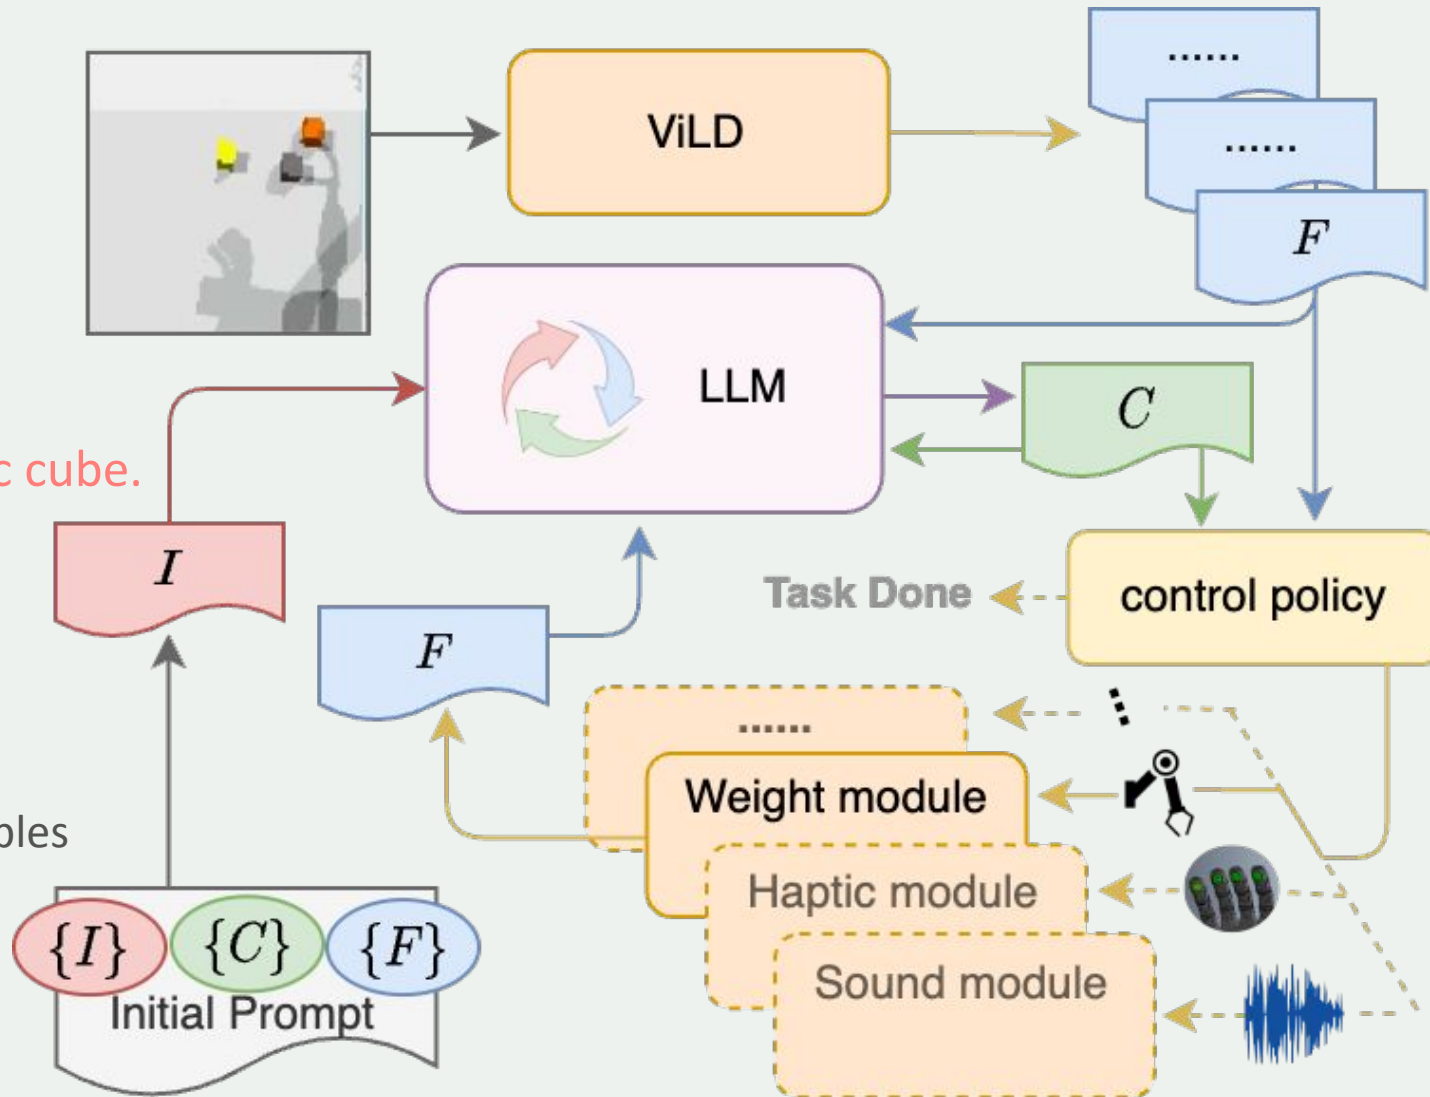 ......
ViLD
......
F
LLM
C
c cube.
I
Task Done
control policy
F
......
Weight module
bles
Haptic module
{I} {C} {F}
Sound module
Initial Prompt